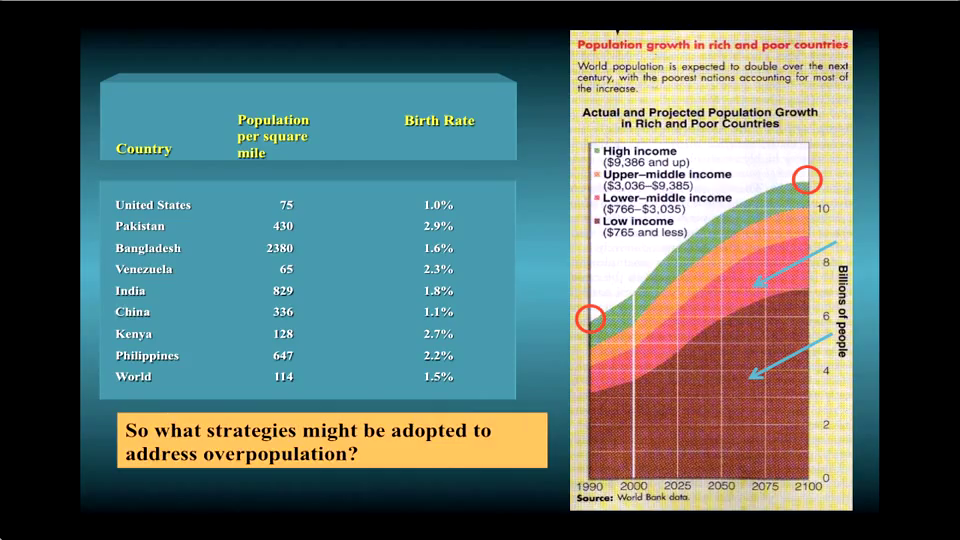 Country
Population
per square
mile
Birth Rate
United States 75 1.0%
Pakistan 430 2.9%
Bangladesh 2380 1.6%
Venezuela 65 2.3%
India 829 1.8%
China 336 1.1%
Kenya 128 2.7%
Philippines 647 2.2%
World 114 1.5%
So what strategies might be adopted to
address overpopulation?
Population growth in rich and poor countries
World population is expected to double over the next
century, with the poorest nations accounting for most of
the increase.
Actual and Projected Population Growth
in Rich and Poor Countries
High income
($9,386 and up)
Upper–middle income
($3,036–$9,385)
Lower–middle income
($766–$3,035)
Low income
($765 and less)
10
8
6
4
2
0
Billions of people
1990 2000 2025 2050 2075 2100
Source: World Bank data.